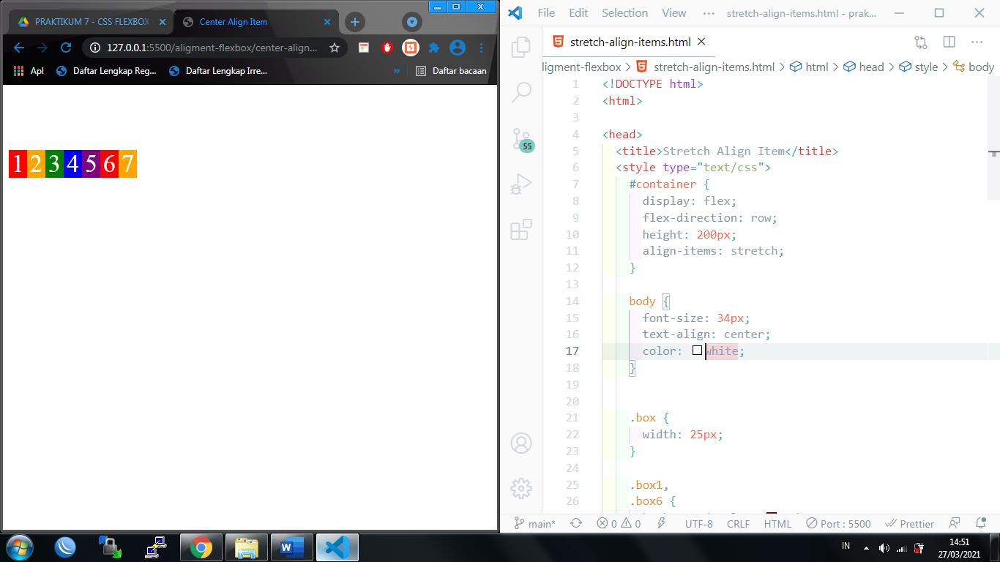 PRAKTIKUM 7 - CSS FLEXBOX
Center Align Item
127.0.0.1:5500/aligment-flexbox/center-align...
Apl
Daftar Lengkap Reg...
Daftar Lengkap Irre...
»
Daftar bacaan
1 2 3 4 5 6 7
File Edit Selection View ··· stretch-align-items.html - prak...
stretch-align-items.html
ligment-flexbox > stretch-align-items.html > html > head > style > body
55
1 <!DOCTYPE html>
2 <html>
3
4 <head>
5 <title>Stretch Align Item</title>
6 <style type="text/css">
7 #container {
8 display: flex;
9 flex-direction: row;
10 height: 200px;
11 align-items: stretch;
12 }
13
14 body {
15 font-size: 34px;
16 text-align: center;
17 color: white;
18 }
19
20
21 .box {
22 width: 25px;
23 }
24
25 .box1,
26 .box6 {
main* 0 0 UTF-8 CRLF HTML Port : 5500 Prettier
IN
14:51
27/03/2021